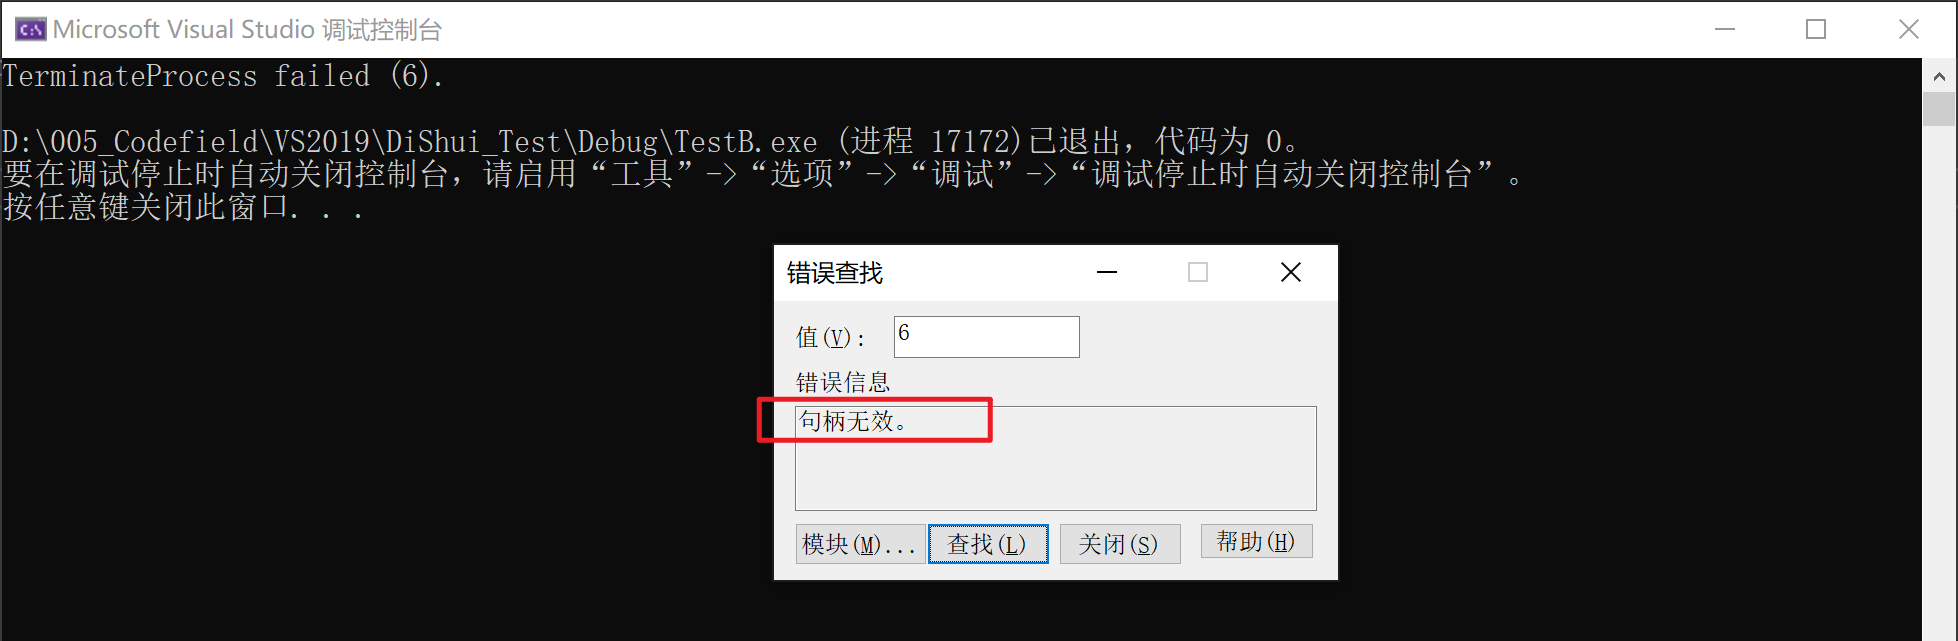 Microsoft Visual Studio 调试控制台
TerminateProcess failed (6).
D:\005_Codefield\VS2019\DiShui_Test\Debug\TestB.exe (进程 17172)已退出，代码为 0。
要在调试停止时自动关闭控制台，请启用“工具”->“选项”->“调试”->“调试停止时自动关闭控制台”。
按任意键关闭此窗口. . .
错误查找
值(V): 6
错误信息
句柄无效。
模块(M)... 查找(L) 关闭(S) 帮助(H)